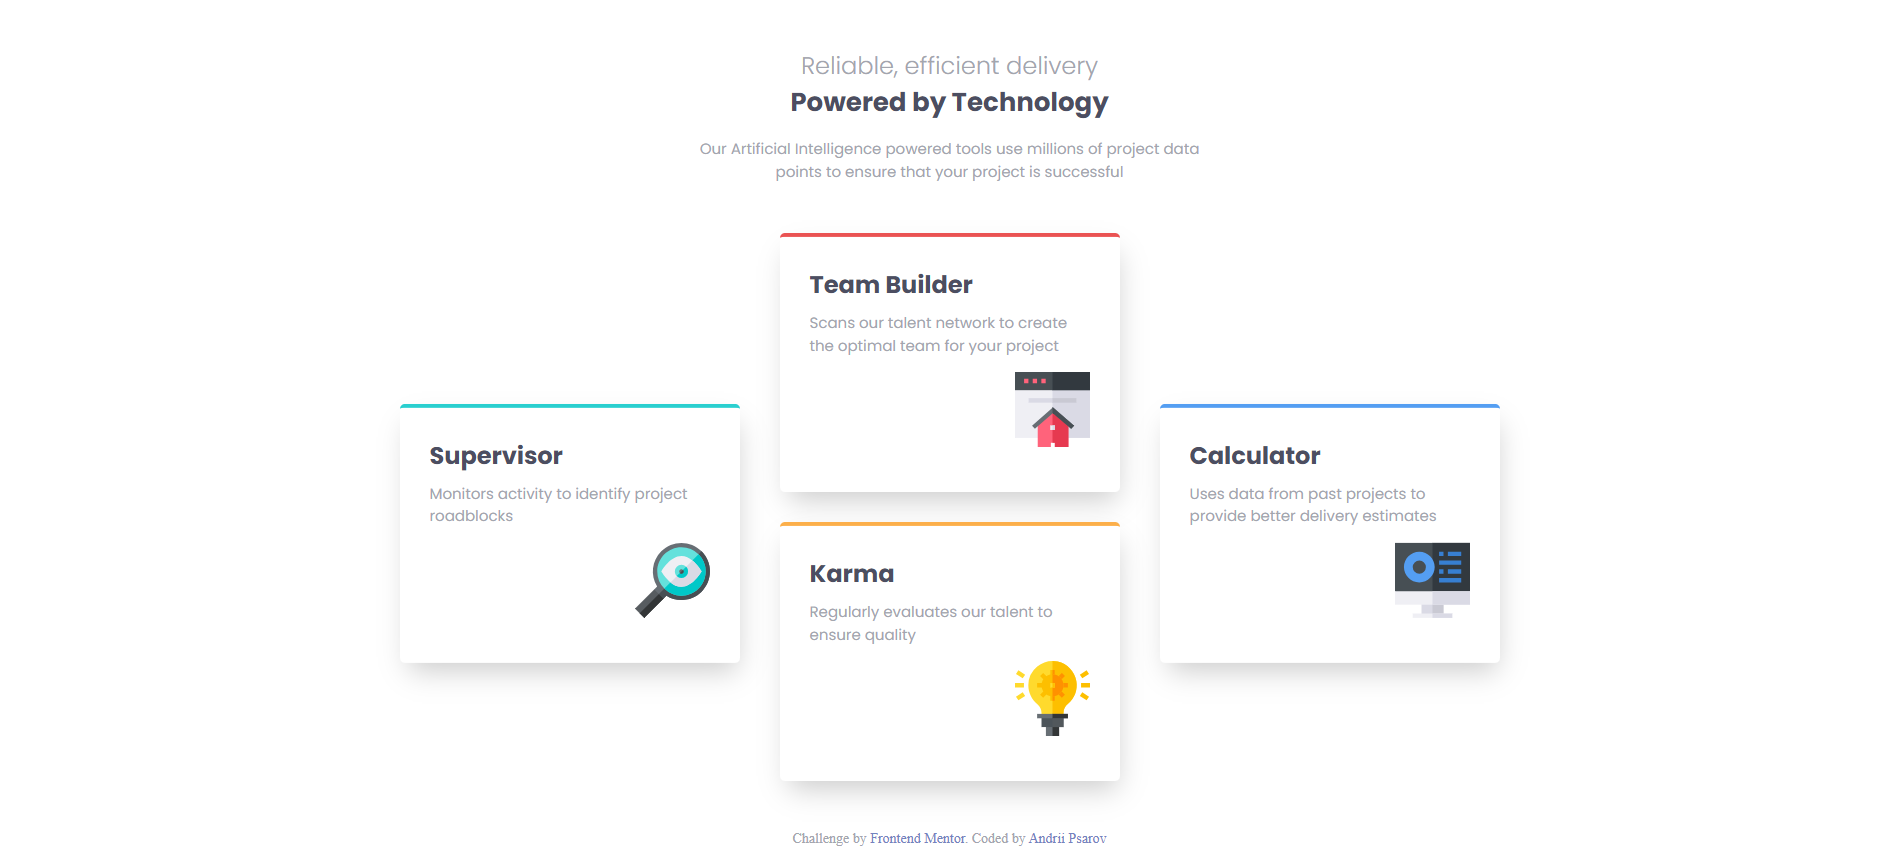 Reliable, efficient delivery
Powered by Technology
Our Artificial Intelligence powered tools use millions of project data
points to ensure that your project is successful
Team Builder
Scans our talent network to create
the optimal team for your project
Supervisor
Monitors activity to identify project
roadblocks
Calculator
Uses data from past projects to
provide better delivery estimates
Karma
Regularly evaluates our talent to
ensure quality
Challenge by Frontend Mentor. Coded by Andrii Psarov